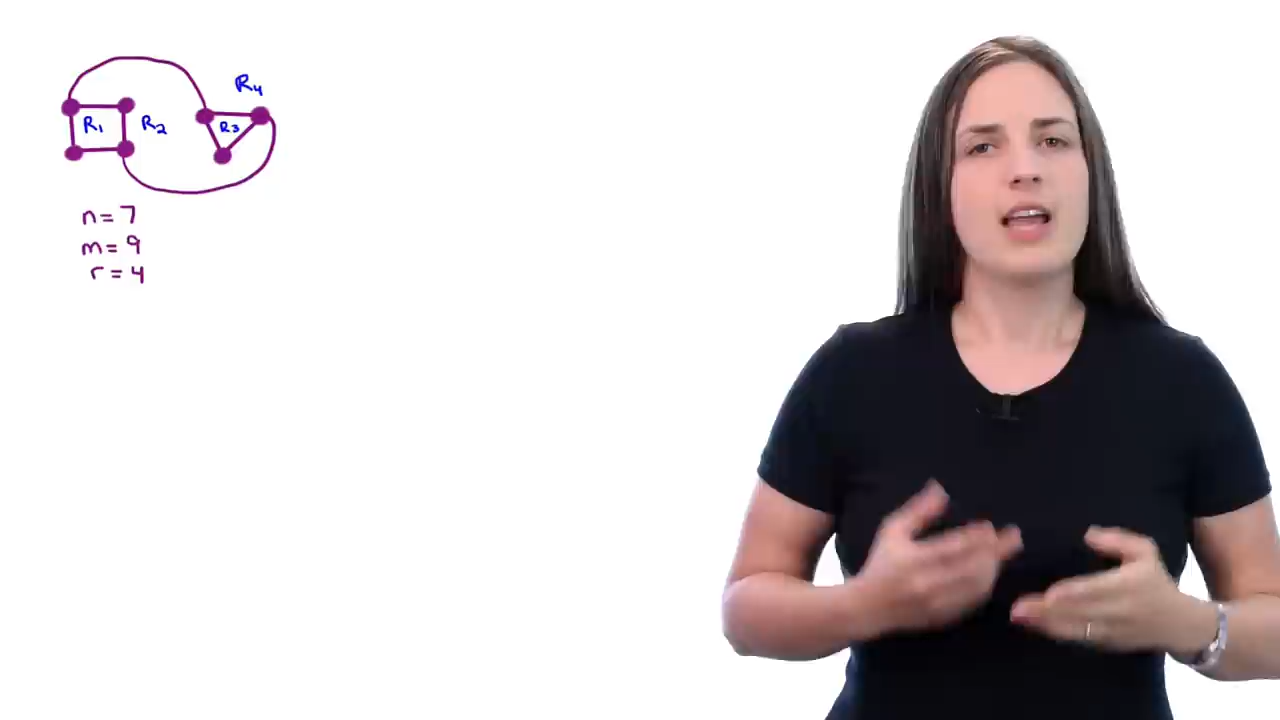 R4
R1 R2 R3
n = 7
m = 9
r = 4